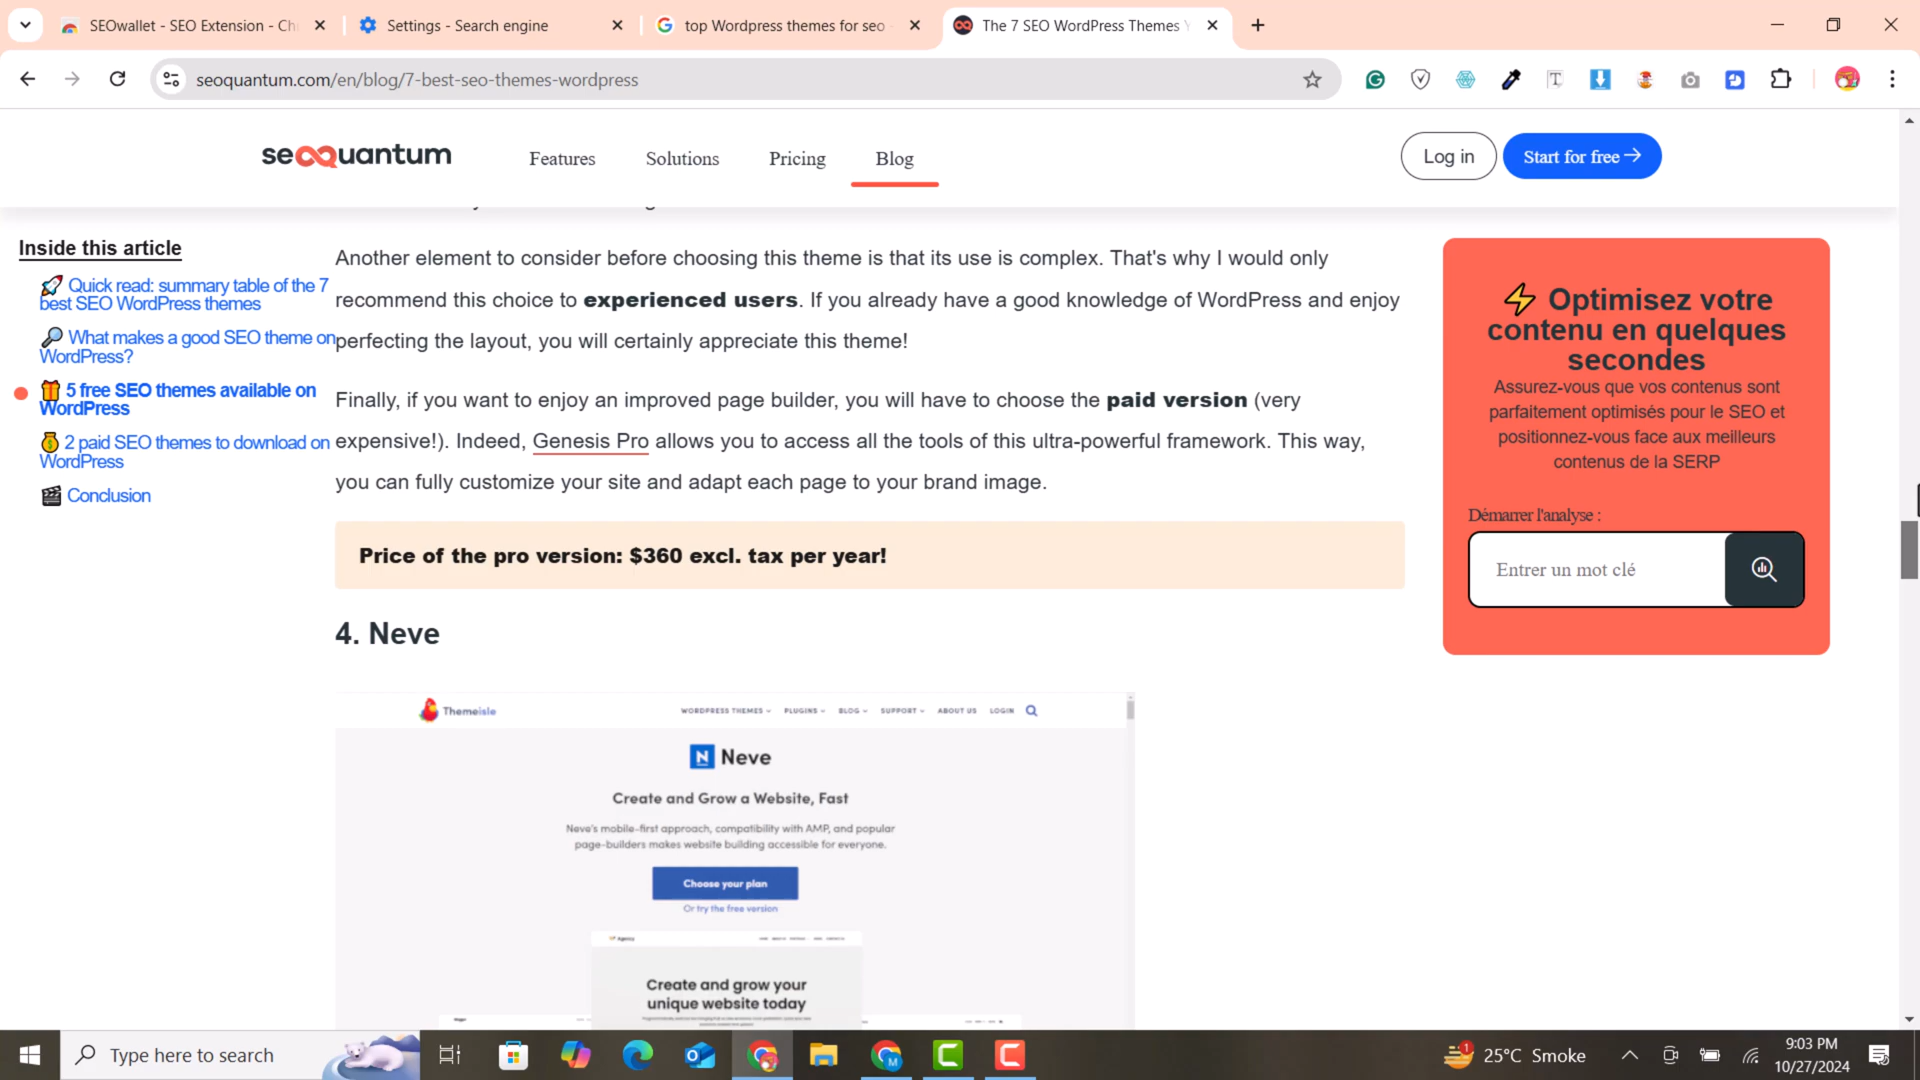 SEOwallet - SEO Extension - Ch
Settings - Search engine
top Wordpress themes for seo
The 7 SEO WordPress Themes Y
seoquantum.com/en/blog/7-best-seo-themes-wordpress
seoquantum
Features
Solutions
Pricing
Blog
Log in
Start for free
Inside this article
Quick read: summary table of the 7
best SEO WordPress themes
What makes a good SEO theme on
WordPress?
5 free SEO themes available on
WordPress
2 paid SEO themes to download on
WordPress
Conclusion
Another element to consider before choosing this theme is that its use is complex. That's why I would only
recommend this choice to experienced users. If you already have a good knowledge of WordPress and enjoy
perfecting the layout, you will certainly appreciate this theme!
Finally, if you want to enjoy an improved page builder, you will have to choose the paid version (very
expensive!). Indeed, Genesis Pro allows you to access all the tools of this ultra-powerful framework. This way,
you can fully customize your site and adapt each page to your brand image.
Price of the pro version: $360 excl. tax per year!
4. Neve
Themeisle
WORDPRESS THEMES
PLUGINS
BLOG
SUPPORT
ABOUT US
LOGIN
N Neve
Create and Grow a Website, Fast
Neve's mobile-first approach, compatibility with AMP, and popular
page-builders makes website building accessible for everyone.
Choose your plan
Or try the free version
Agency
Create and grow your
unique website today
Optimisez votre
contenu en quelques
secondes
Assurez-vous que vos contenus sont
parfaitement optimisés pour le SEO et
positionnez-vous face aux meilleurs
contenus de la SERP
Démarrer l'analyse :
Entrer un mot clé
Type here to search
25°C Smoke
9:03 PM
10/27/2024